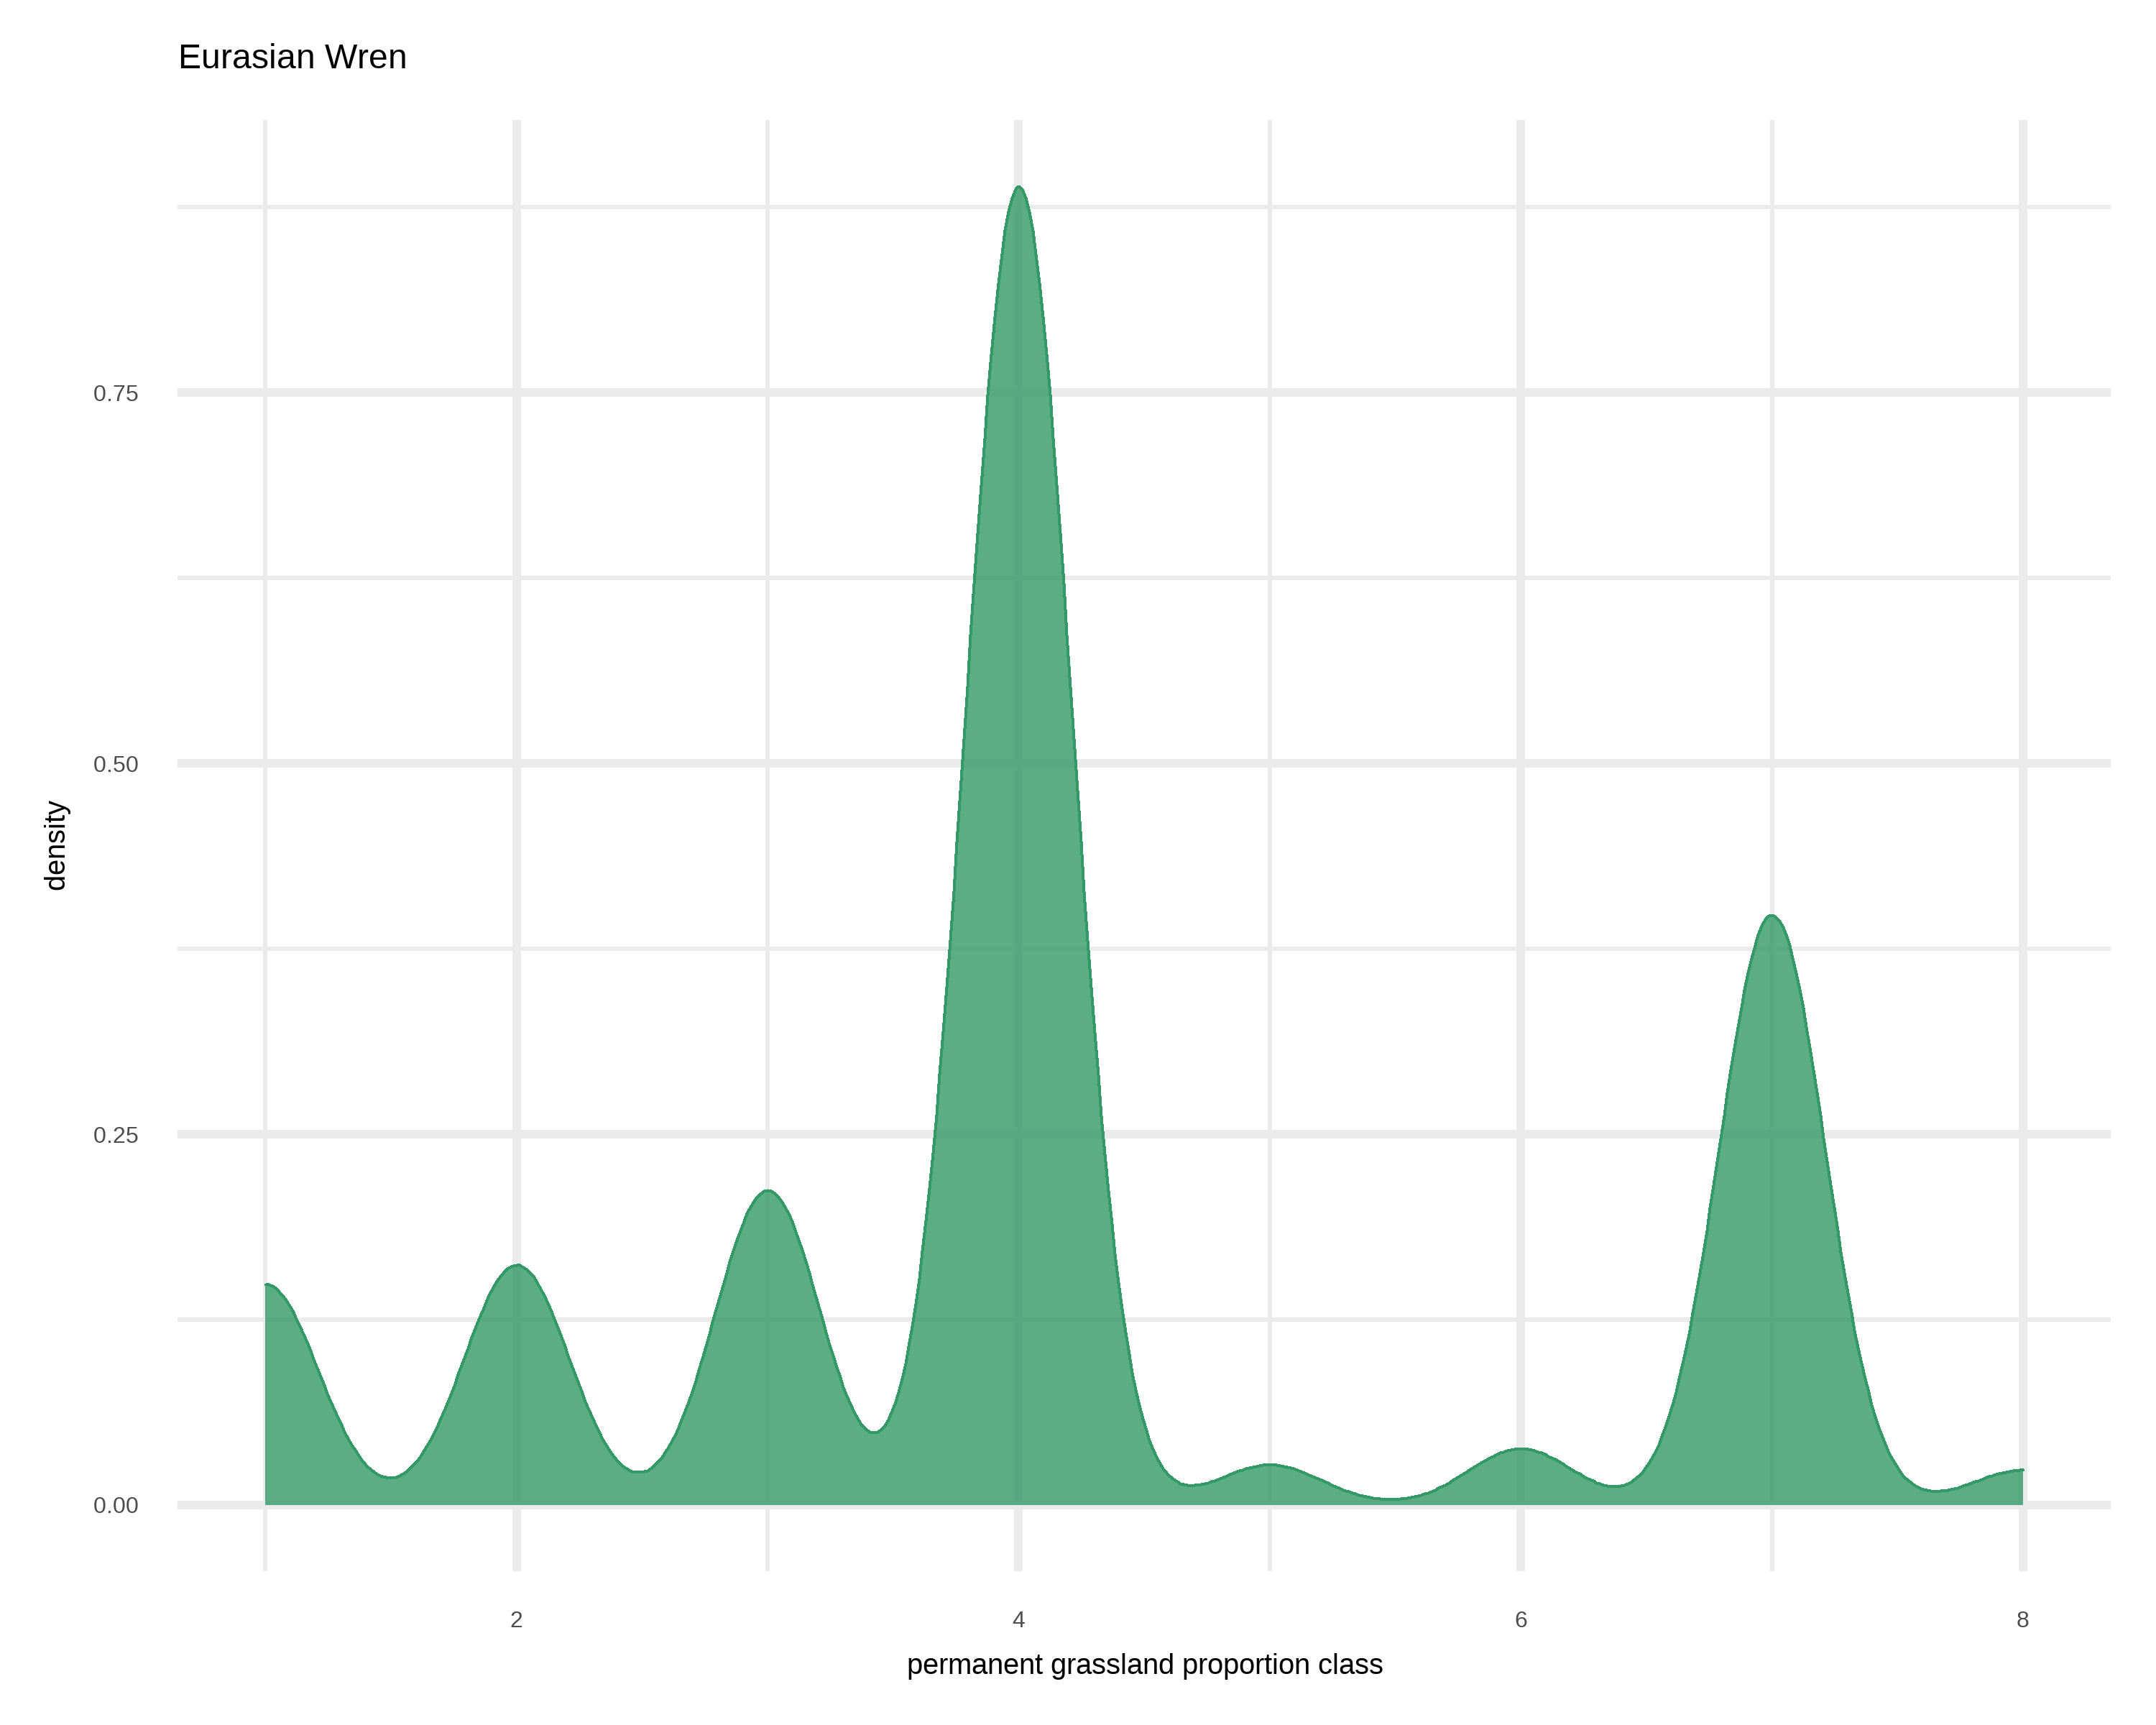 Eurasian Wren
0.75
0.50
0.25
0.00
density
2
4
6
8
permanent grassland proportion class